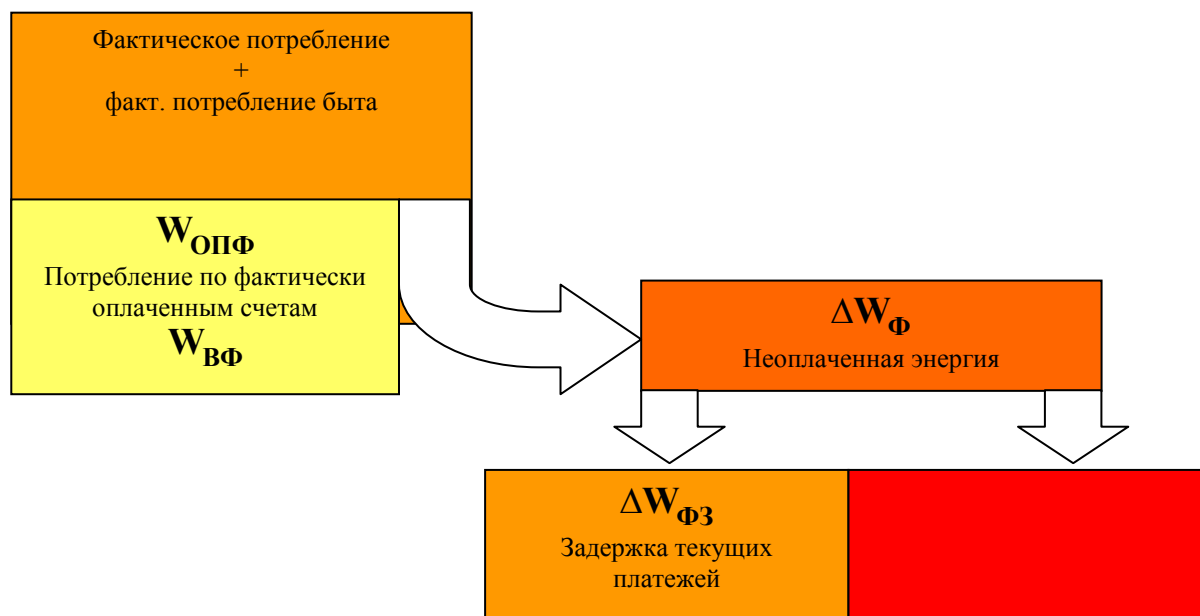 Фактическое потребление
+
факт. потребление быта
WОПФ
Потребление по фактически
оплаченным счетам
WВФ
ΔWФ
Неоплаченная энергия
ΔWФЗ
Задержка текущих
платежей